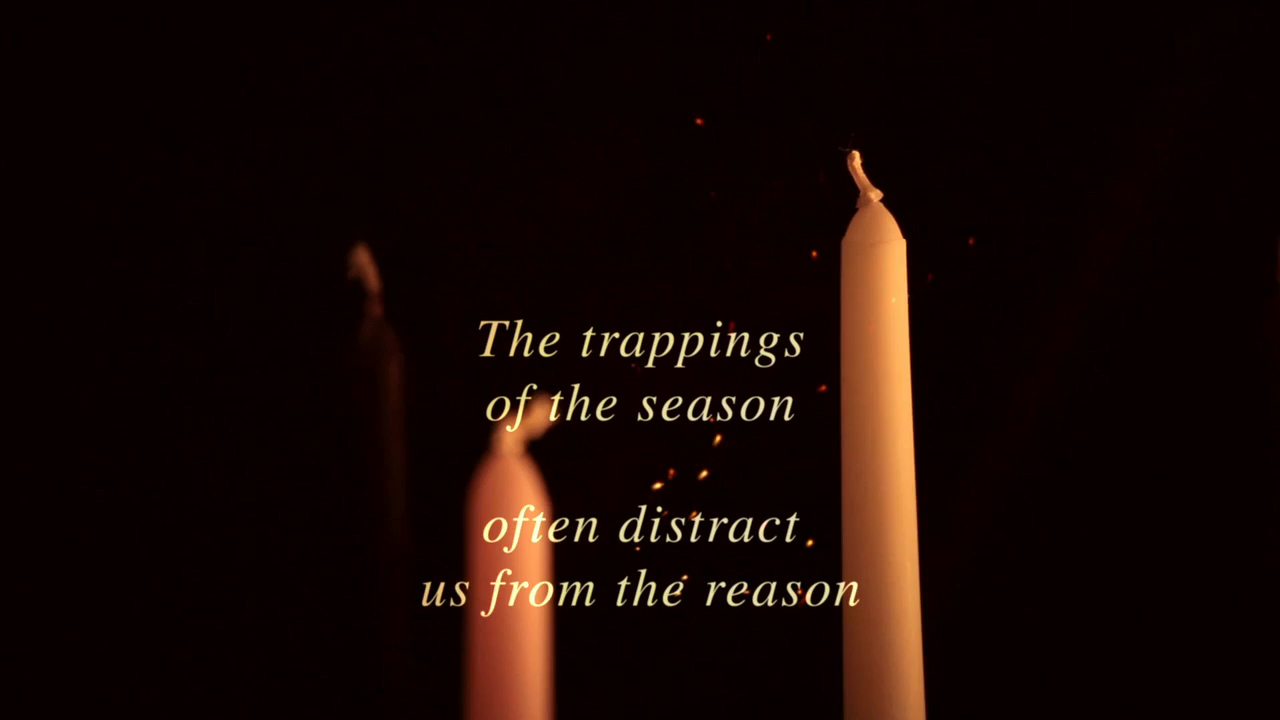 The trappings
of the season
often distract
us from the reason